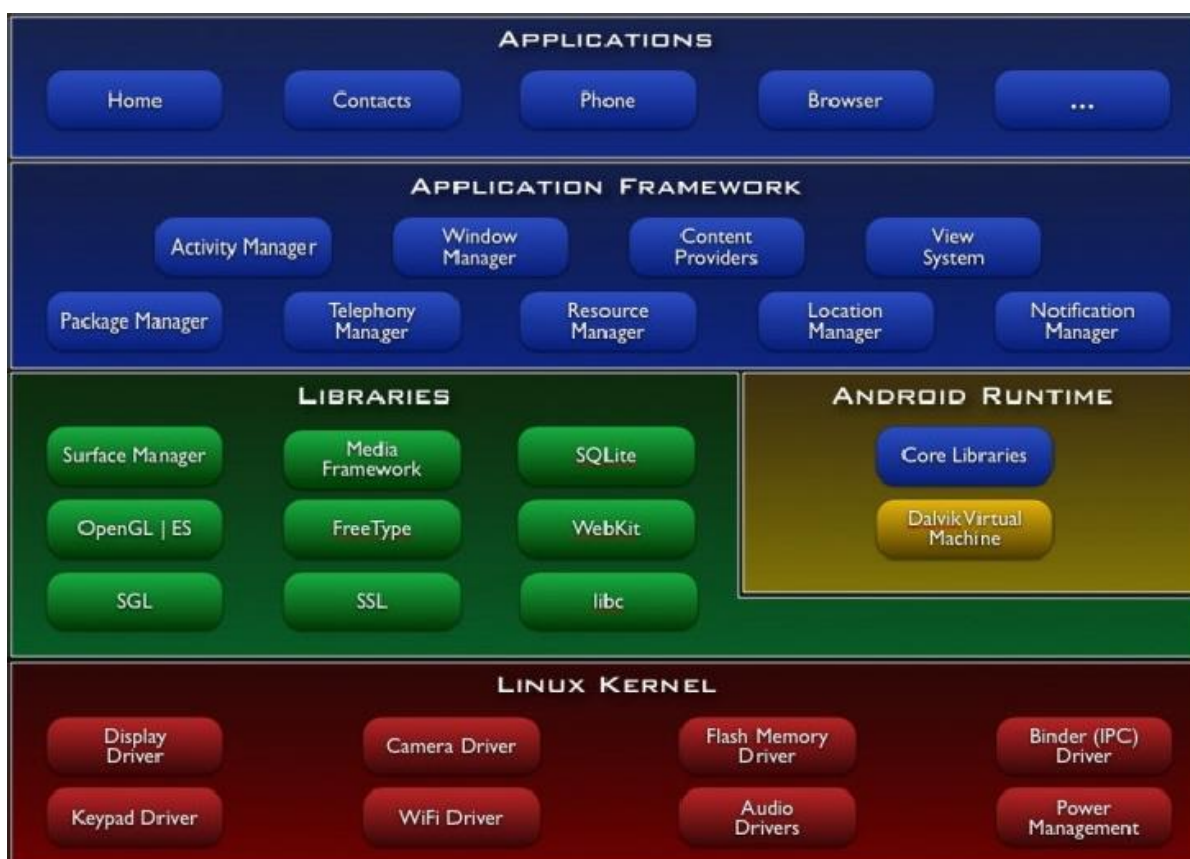 APPLICATIONS
Home
Contacts
Phone
Browser
...
APPLICATION FRAMEWORK
Activity Manager
Window
Manager
Content
Providers
View
System
Package Manager
Telephony
Manager
Resource
Manager
Location
Manager
Notification
Manager
LIBRARIES
Surface Manager
Media
Framework
SQLite
OpenGL | ES
FreeType
WebKit
SGL
SSL
libc
ANDROID RUNTIME
Core Libraries
Dalvik Virtual
Machine
LINUX KERNEL
Display
Driver
Camera Driver
Flash Memory
Driver
Binder (IPC)
Driver
Keypad Driver
WiFi Driver
Audio
Drivers
Power
Management